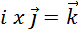 i x j⃗ = k⃗